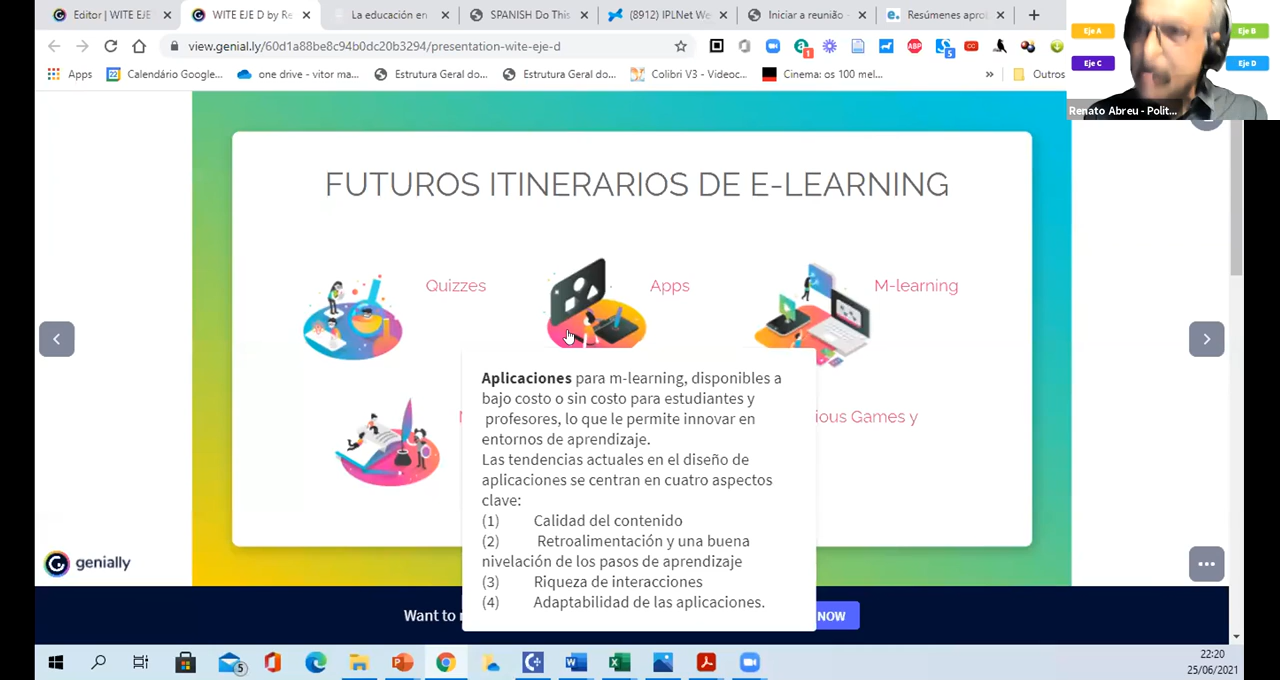 Editor | WITE EJE
WITE EJE D by Re
La educación en
SPANISH Do This
(8912) IPLNet We
Iniciar a reunião -
Resúmenes aprob
view.genial.ly/60d1a88be8c94b0dc20b3294/presentation-wite-eje-d
Apps
Calendário Google...
one drive - vitor ma...
Estrutura Geral do...
Estrutura Geral do...
Colibri V3 - Videoc...
Cinema: os 100 mel...
»
Outros
Eje A
Eje B
Eje C
Eje D
Renato Abreu - Polit...
FUTUROS ITINERARIOS DE E-LEARNING
Quizzes
Apps
M-learning
ious Games y
Aplicaciones para m-learning, disponibles a
bajo costo o sin costo para estudiantes y
profesores, lo que le permite innovar en
entornos de aprendizaje.
Las tendencias actuales en el diseño de
aplicaciones se centran en cuatro aspectos
clave:
(1) Calidad del contenido
(2) Retroalimentación y una buena
nivelación de los pasos de aprendizaje
(3) Riqueza de interacciones
(4) Adaptabilidad de las aplicaciones.
genially
Want to
NOW
22:20
25/06/2021